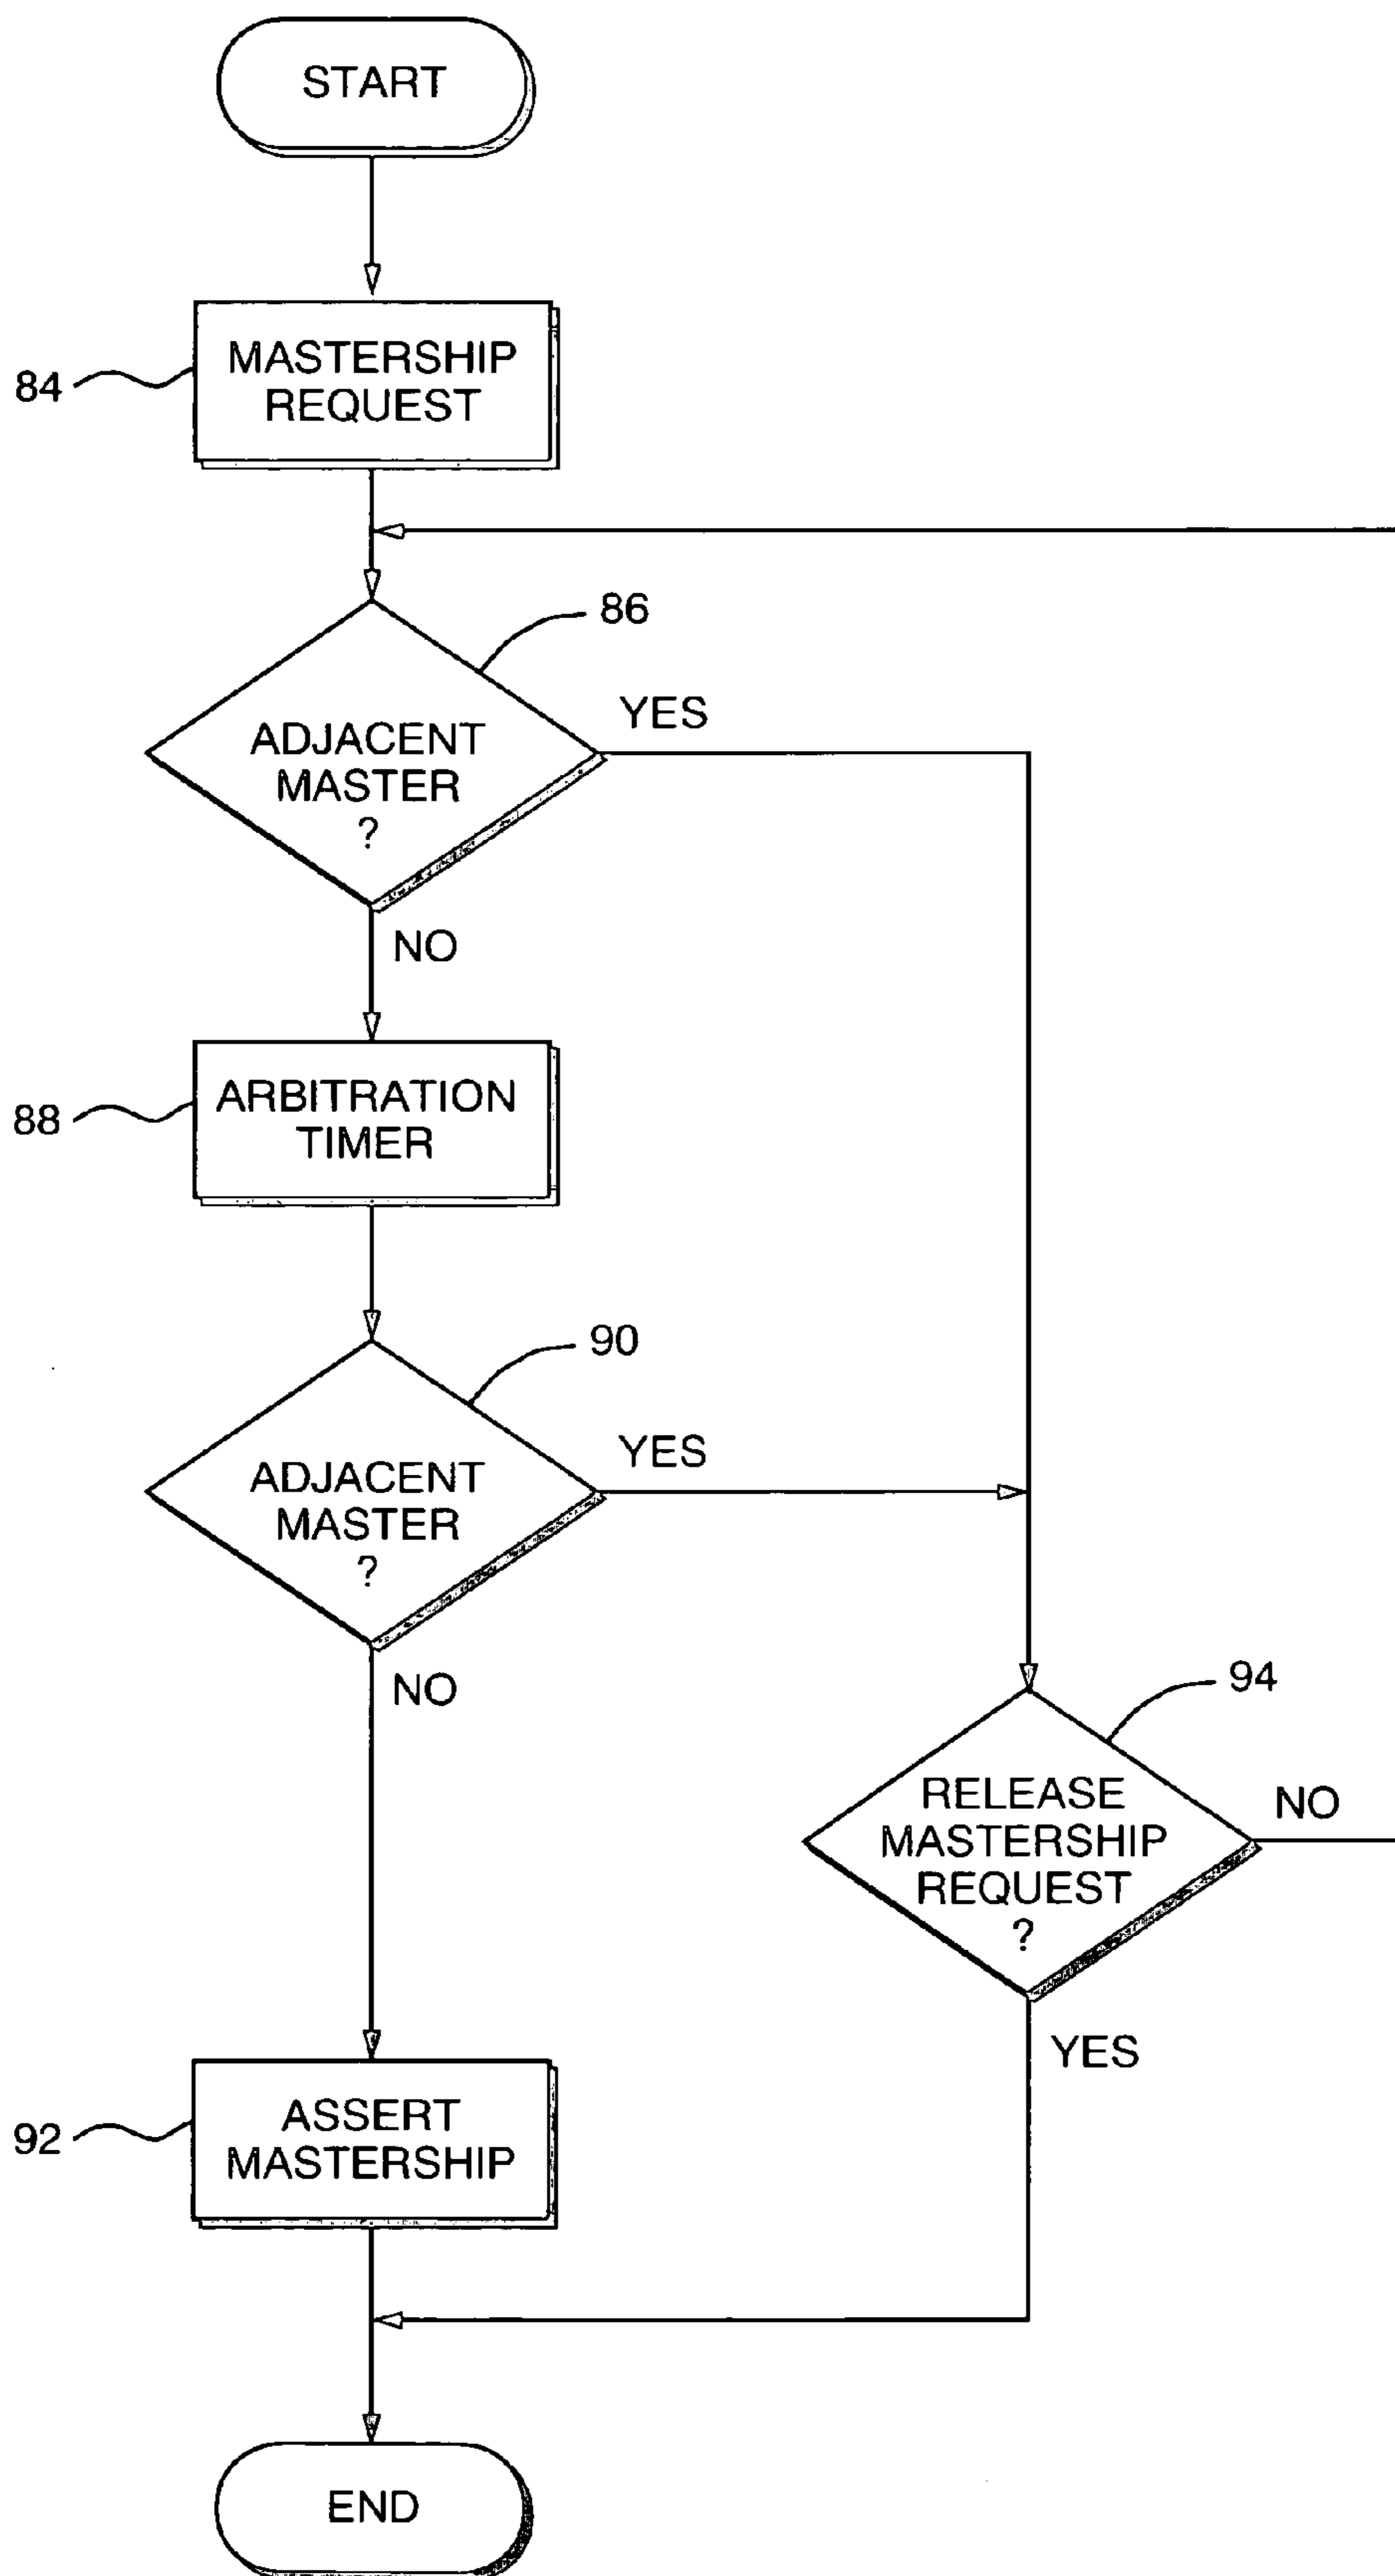 START
MASTERSHIP
REQUEST
84
86
ADJACENT
MASTER
?
YES
NO
ARBITRATION
TIMER
88
90
ADJACENT
MASTER
?
YES
NO
94
RELEASE
MASTERSHIP
REQUEST
?
NO
YES
ASSERT
MASTERSHIP
92
END